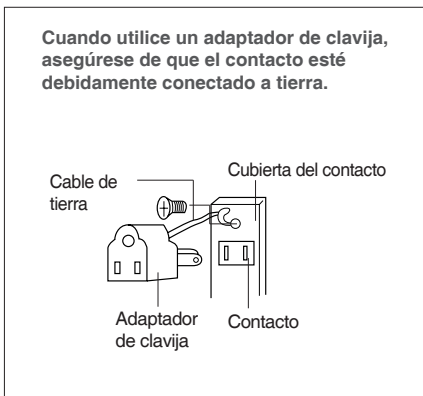 Cuando utilice un adaptador de clavija,
asegúrese de que el contacto esté
debidamente conectado a tierra.
Cable de
tierra
Cubierta del contacto
Adaptador
de clavija
Contacto